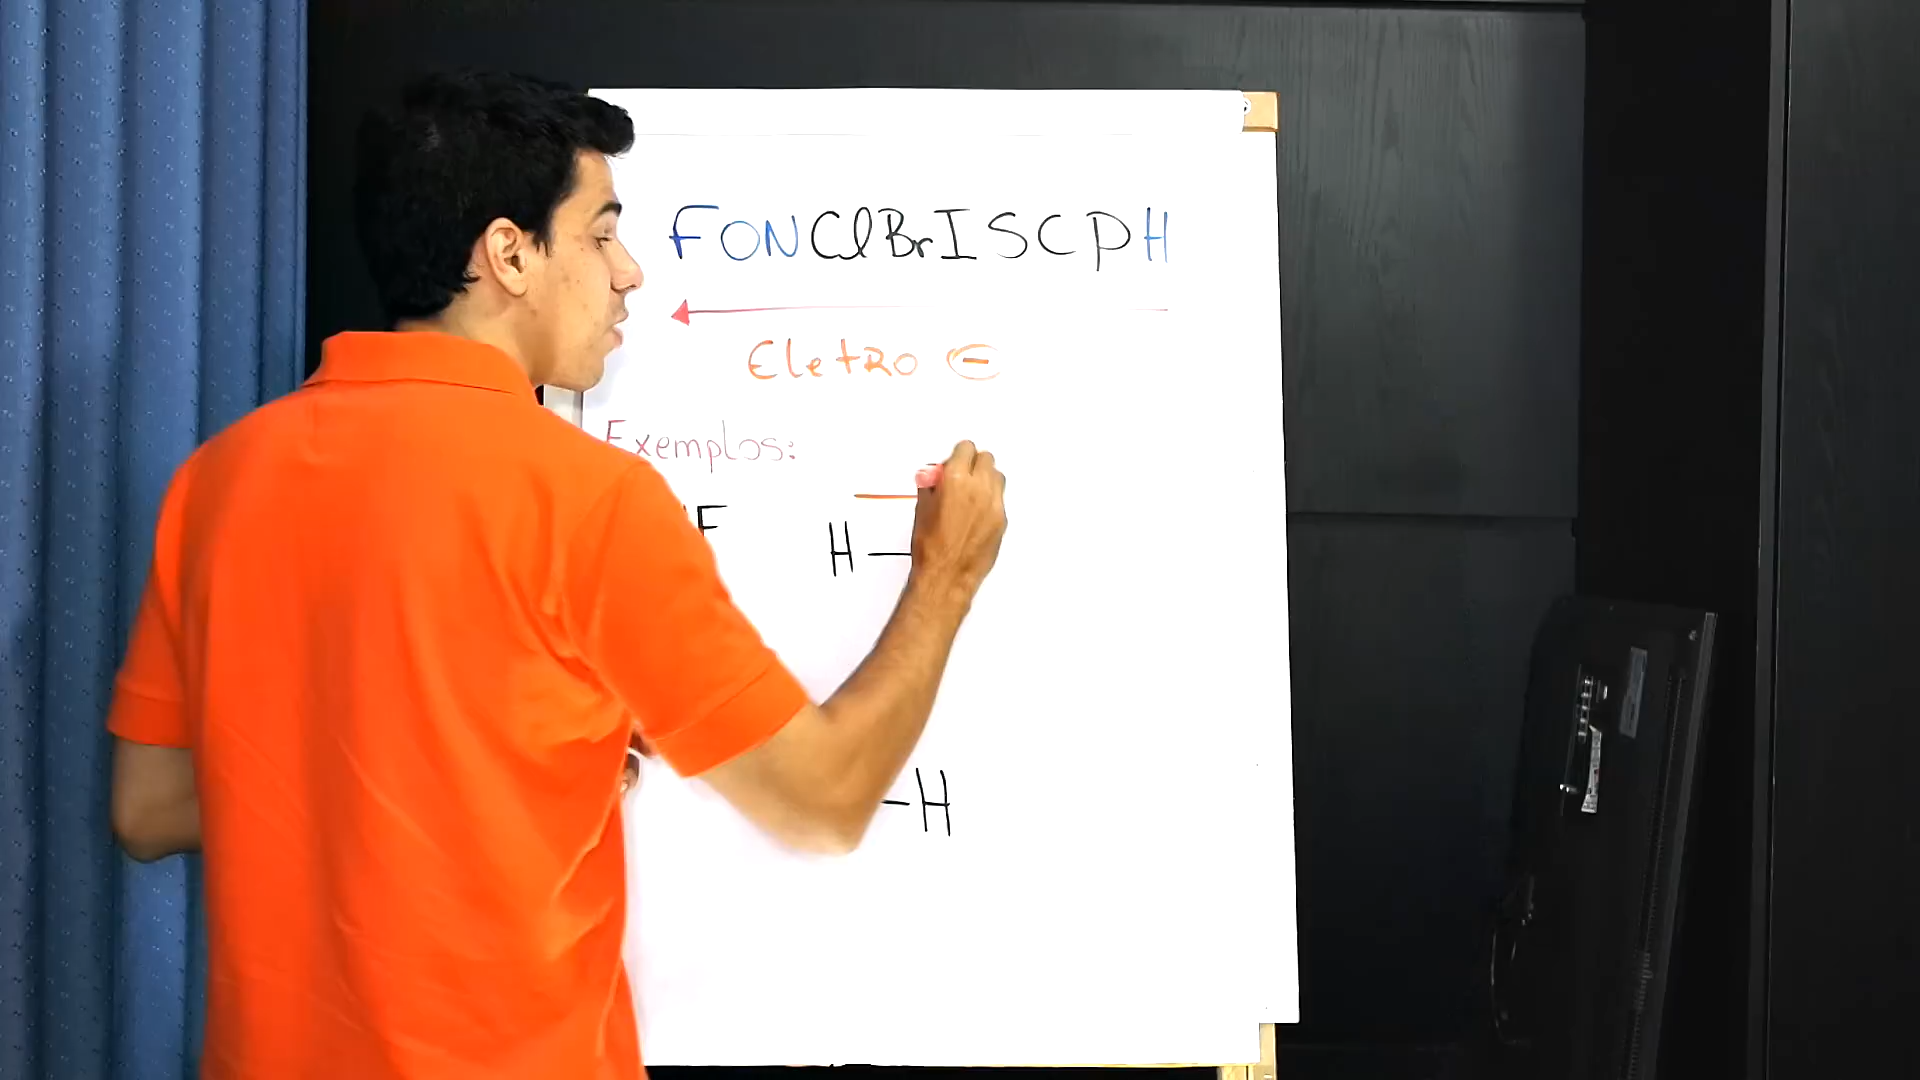 FONClBrISCPH
Eletro ⊖
Exemplos:
F
H —
— H